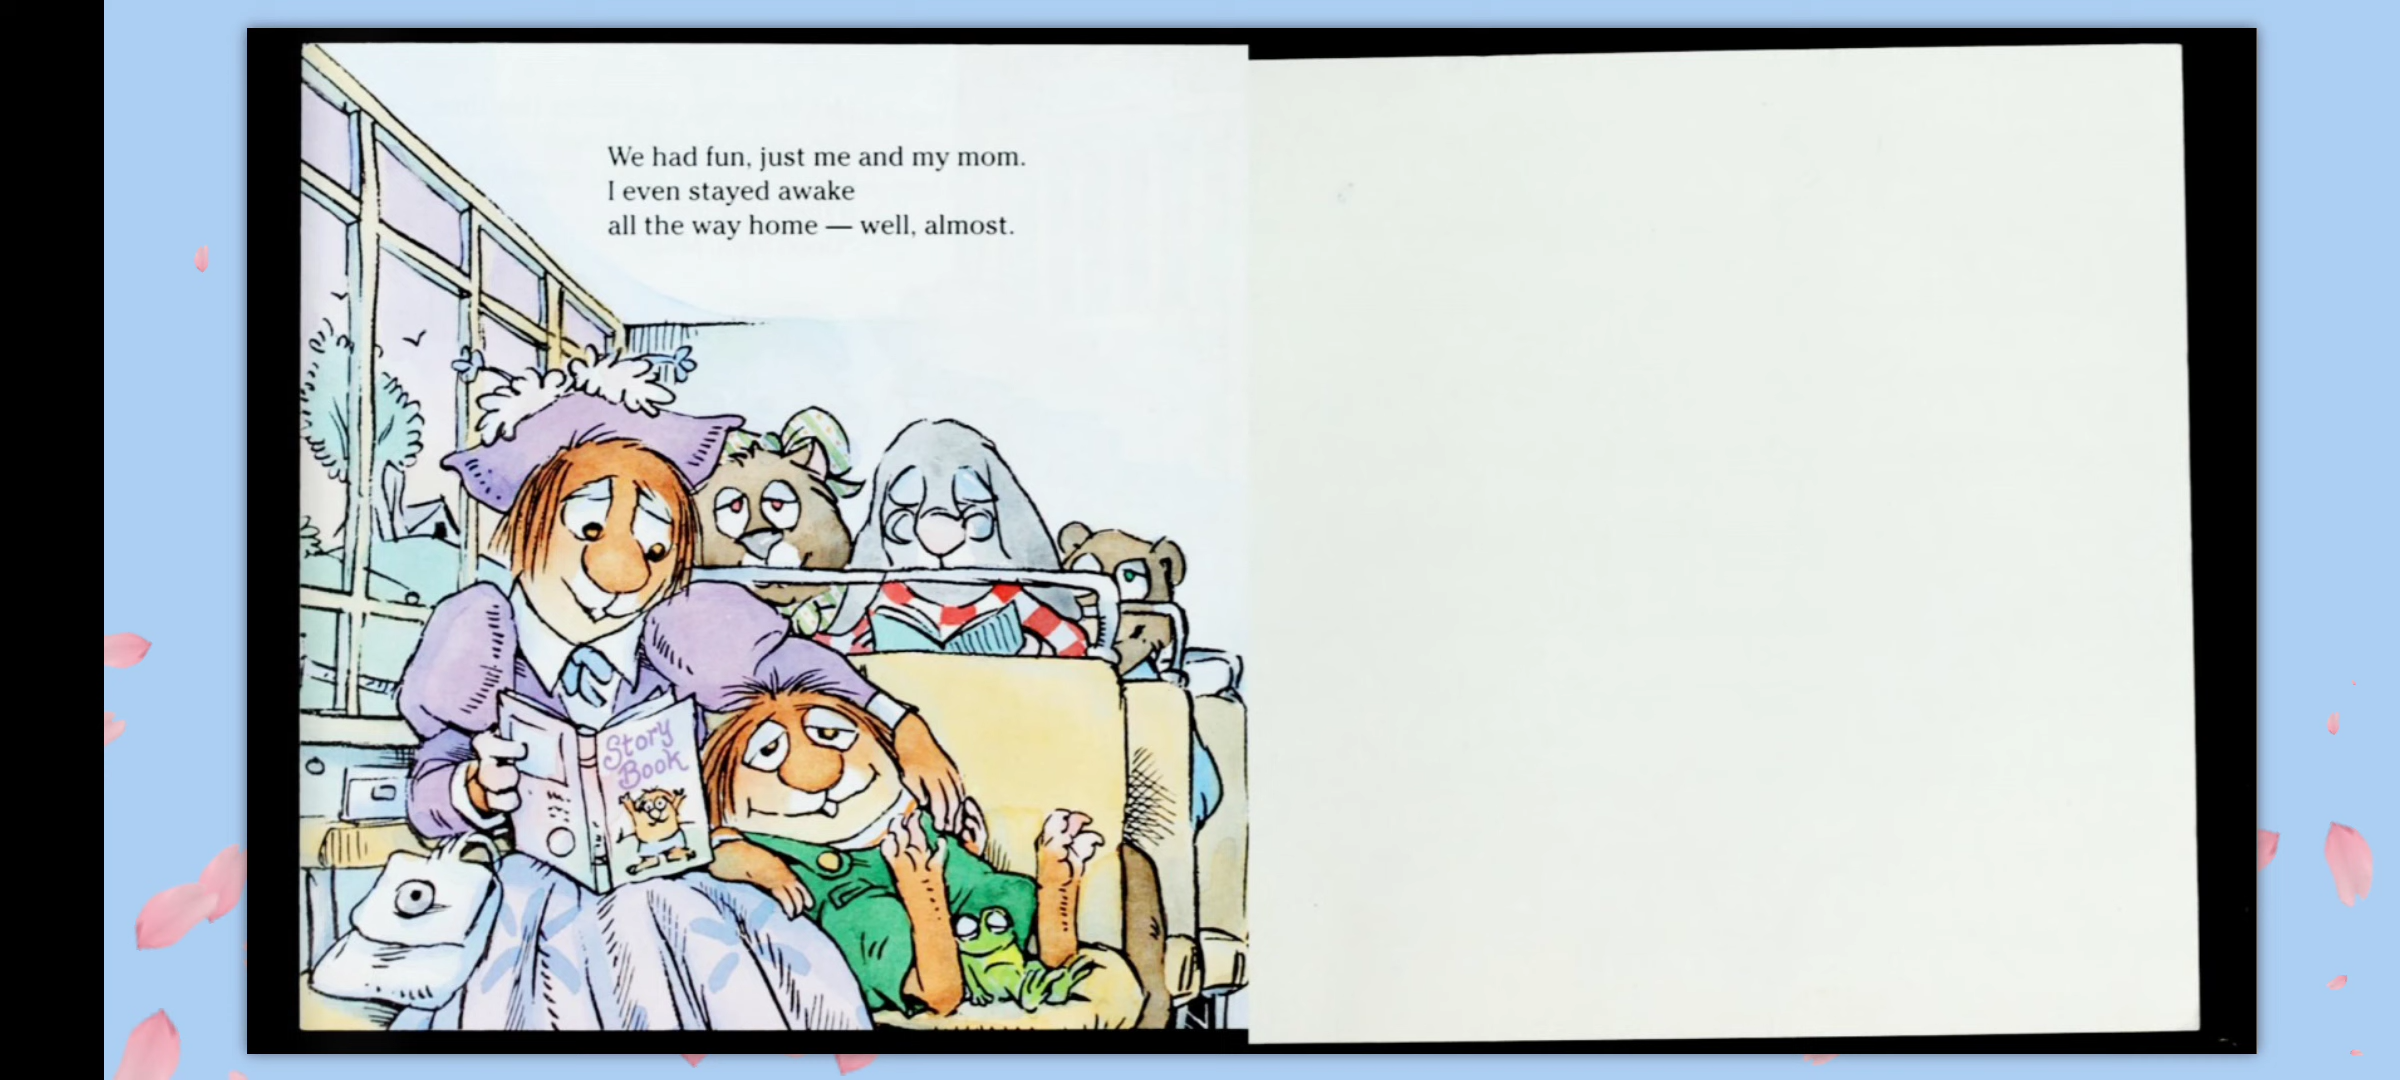 We had fun, just me and my mom.
I even stayed awake
all the way home — well, almost.
Story
Book